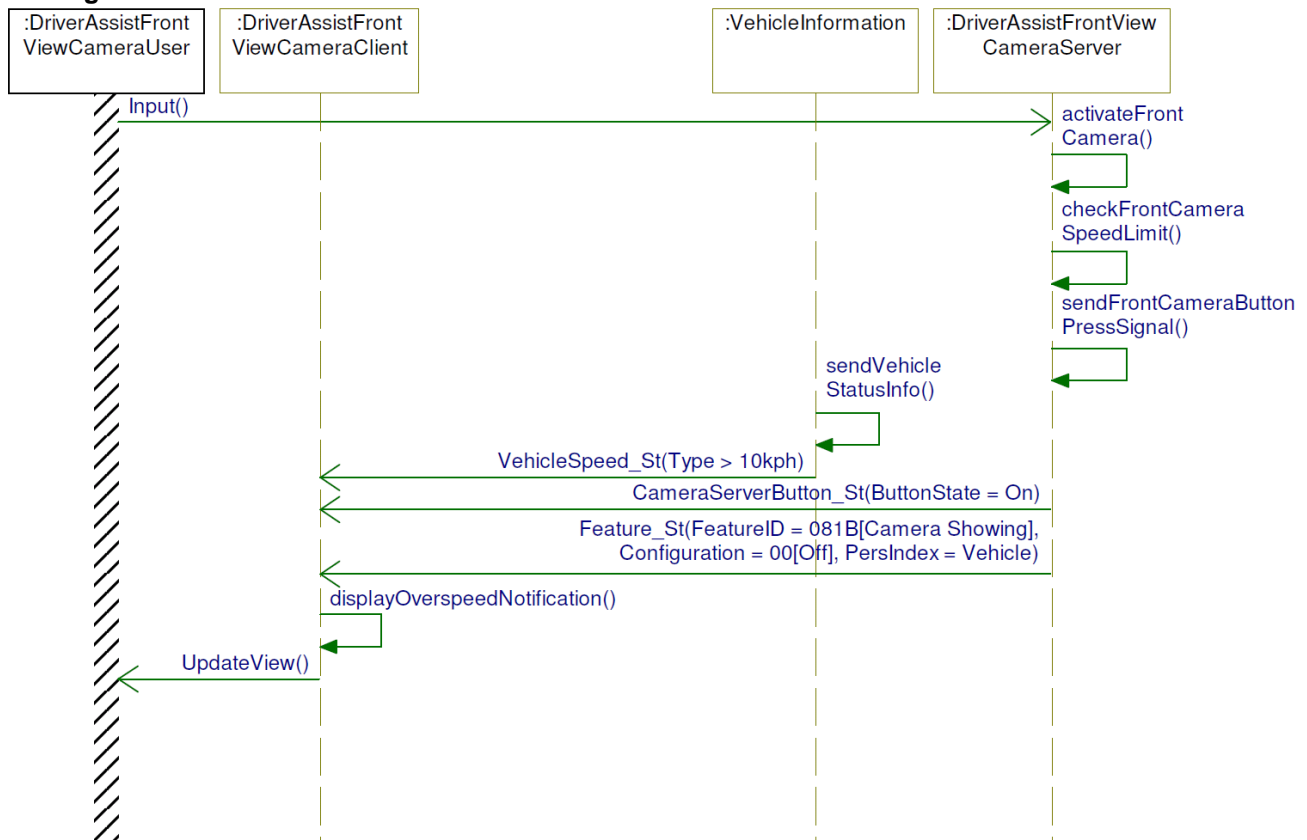 :DriverAssistFront
ViewCameraUser
:DriverAssistFront
ViewCameraClient
:VehicleInformation
:DriverAssistFrontView
CameraServer
Input()
activateFront
Camera()
checkFrontCamera
SpeedLimit()
sendFrontCameraButton
PressSignal()
sendVehicle
StatusInfo()
VehicleSpeed_St(Type > 10kph)
CameraServerButton_St(ButtonState = On)
Feature_St(FeatureID = 081B[Camera Showing],
Configuration = 00[Off], PersIndex = Vehicle)
displayOverspeedNotification()
UpdateView()